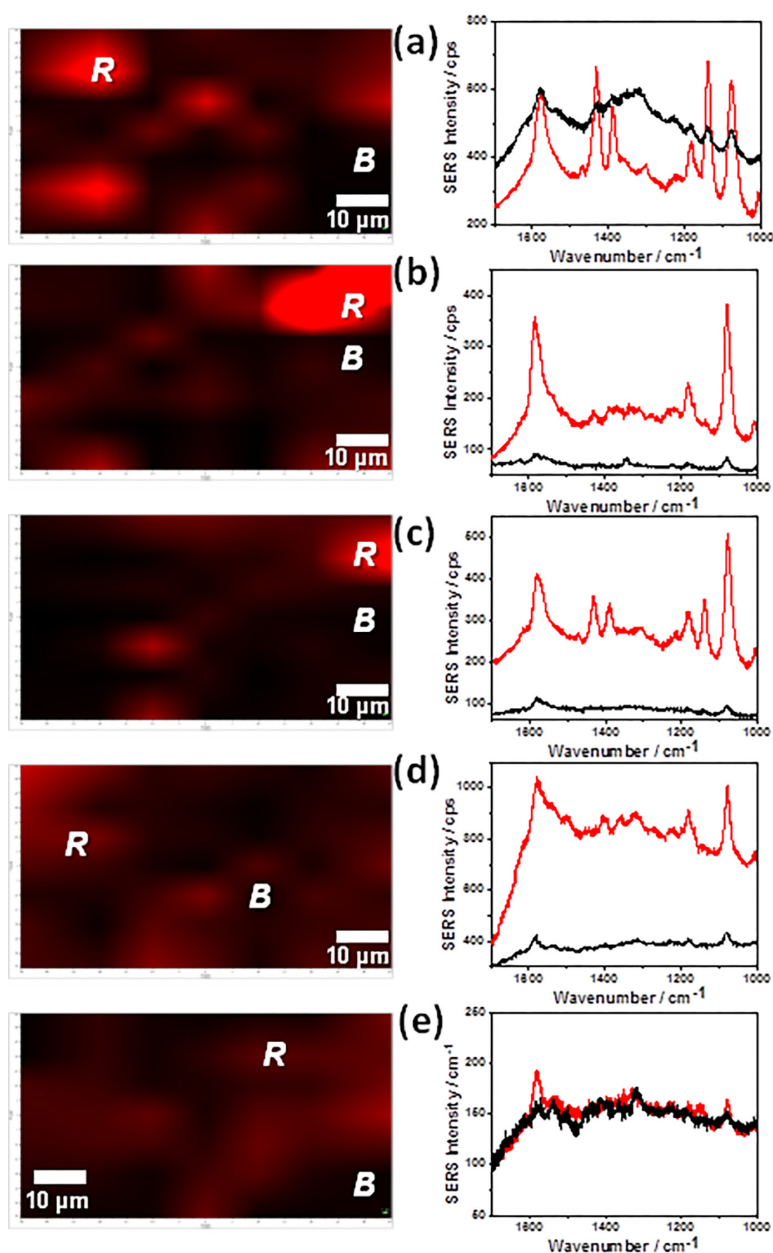 (a)
R
B
10 µm
SERS Intensity / cps
800
600
400
200
1600 1400 1200 1000
Wavenumber / cm-1
(b)
R
B
10 µm
SERS Intensity / cps
400
300
200
100
1600 1400 1200 1000
Wavenumber / cm-1
(c)
R
B
10 µm
SERS Intensity / cps
500
400
300
200
100
1600 1400 1200 1000
Wavenumber / cm-1
(d)
R
B
10 µm
SERS Intensity / cps
1000
800
600
400
1600 1400 1200 1000
Wavenumber / cm-1
(e)
R
B
10 µm
SERS Intensity / cm-1
250
200
150
100
50
1600 1400 1200 1000
Wavenumber / cm-1